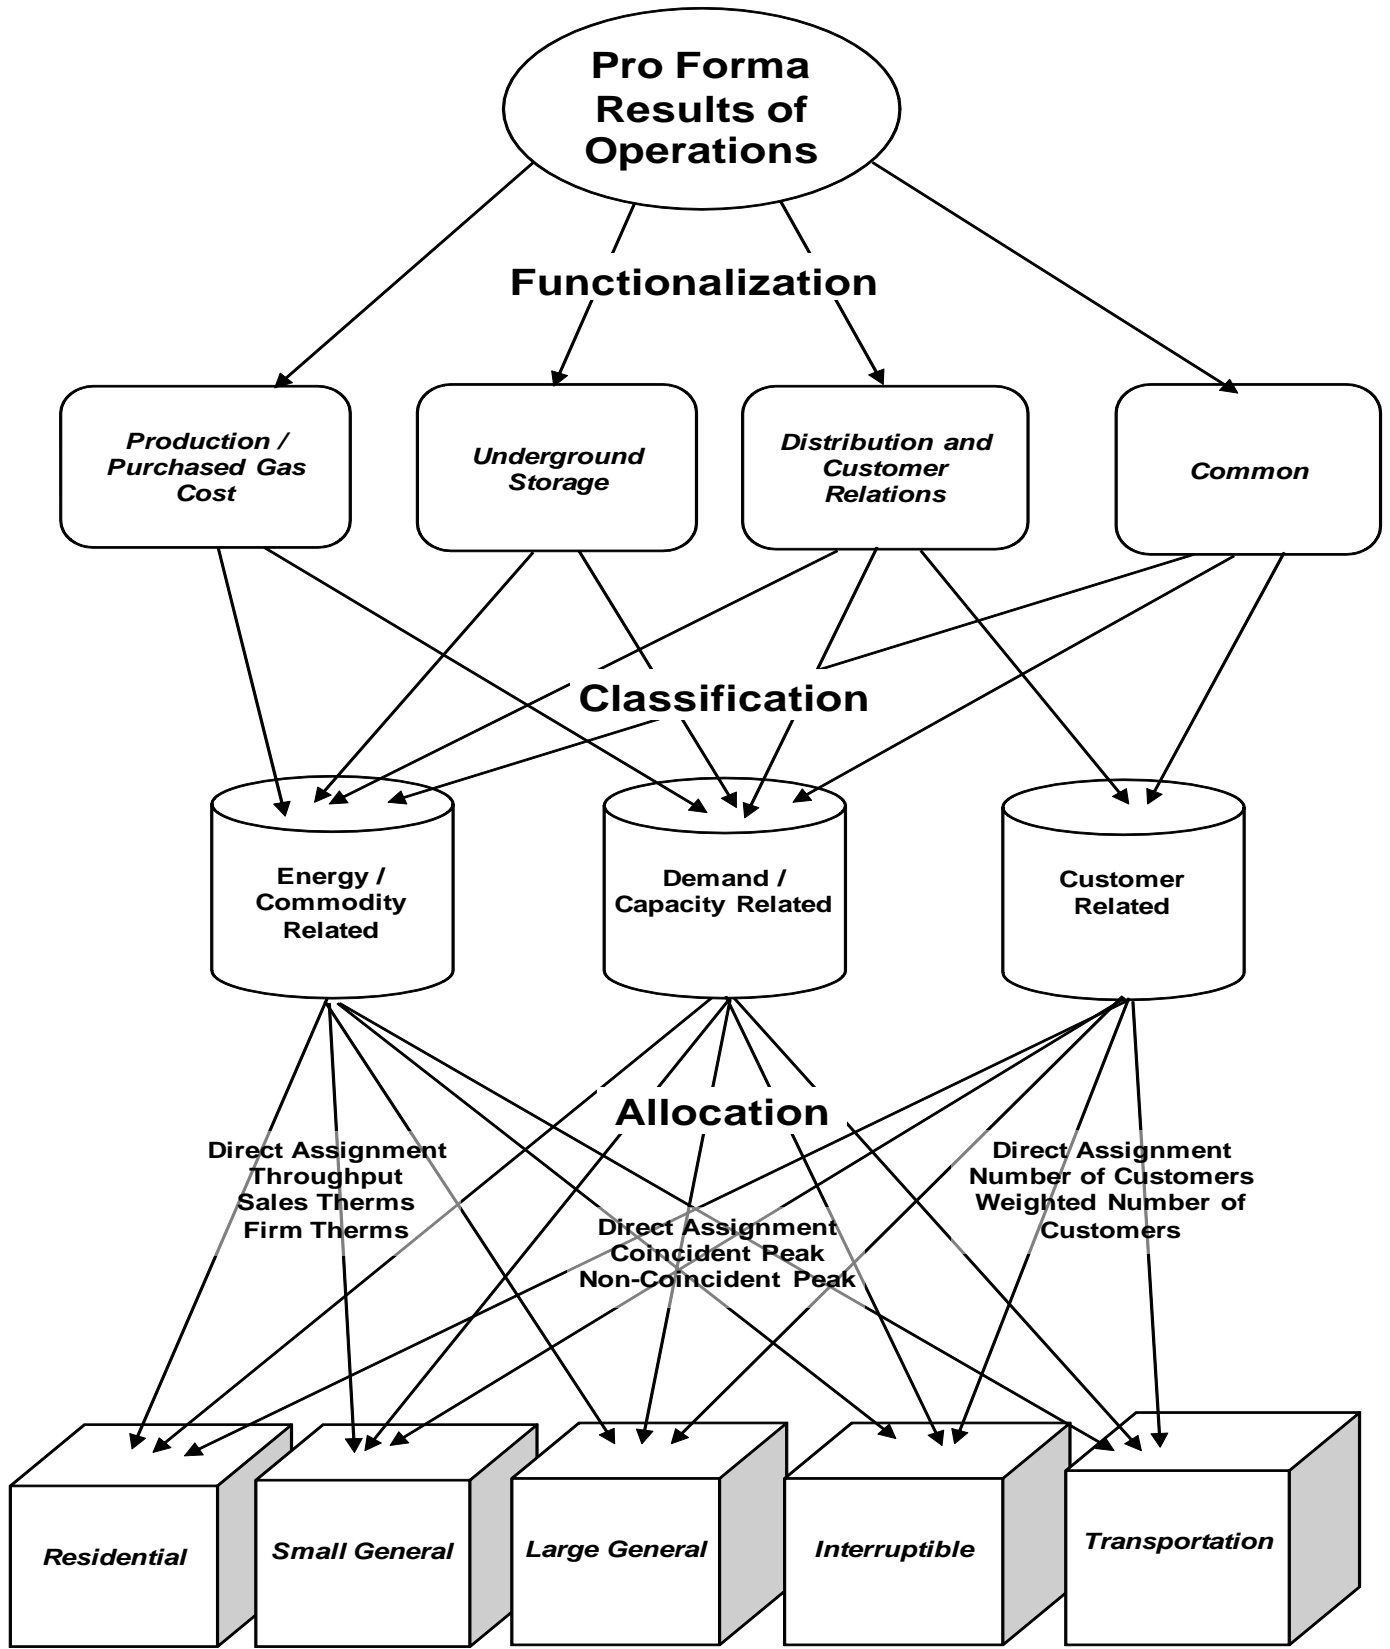 Pro Forma
Results of
Operations
Functionalization
Production /
Purchased Gas
Cost
Underground
Storage
Distribution and
Customer
Relations
Common
Classification
Energy /
Commodity
Related
Demand /
Capacity Related
Customer
Related
Allocation
Direct Assignment
Throughput
Sales Therms
Firm Therms
Direct Assignment
Coincident Peak
Non-Coincident Peak
Direct Assignment
Number of Customers
Weighted Number of
Customers
Residential
Small General
Large General
Interruptible
Transportation